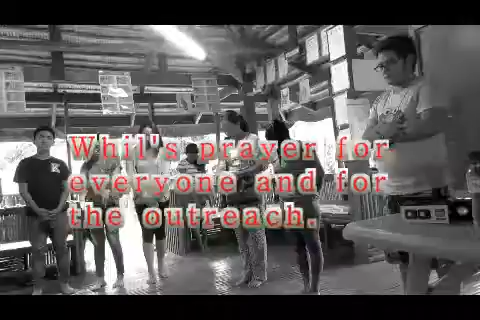 Whil's prayer for
everyone and for
the outreach.
K